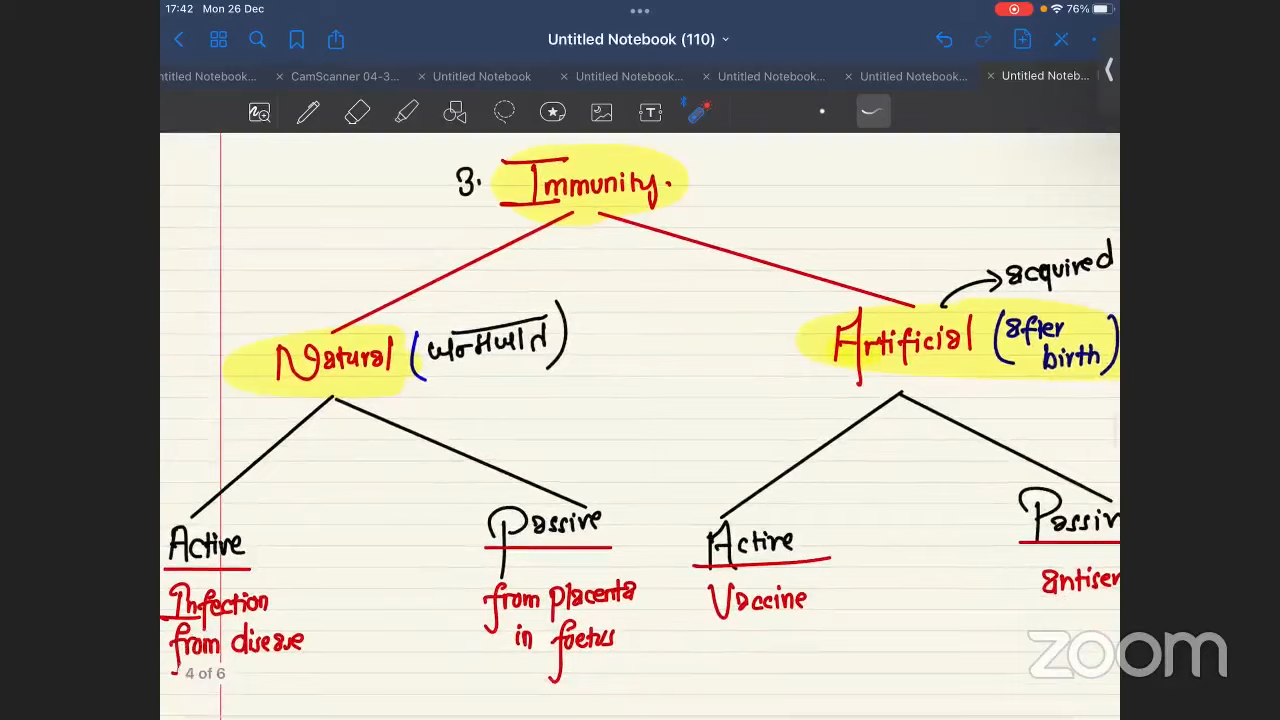 17:42 Mon 26 Dec
76%
Untitled Notebook (110)
ntitled Notebook...
CamScanner 04-3...
Untitled Notebook
Untitled Notebook...
Untitled Notebook...
Untitled Notebook...
Untitled Noteb...
3. Immunity.
acquired
Natural (जन्मजात)
Artificial (after
birth)
Active
Passive
Active
Passiv
Infection
from disease
from placenta
in foetus
Vaccine
antiser
4 of 6
zoom